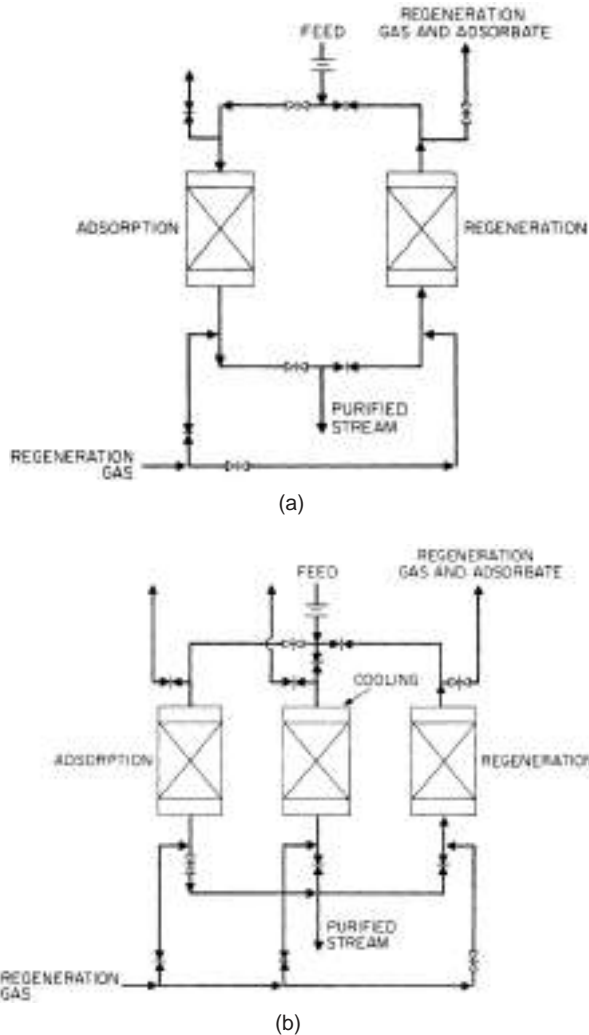 FEED
REGENERATION
GAS AND ADSORBATE
ADSORPTION
REGENERATION
PURIFIED
STREAM
REGENERATION
GAS
(a)
FEED
REGENERATION
GAS AND ADSORBATE
COOLING
ADSORPTION
REGENERATION
PURIFIED
STREAM
REGENERATION
GAS
(b)